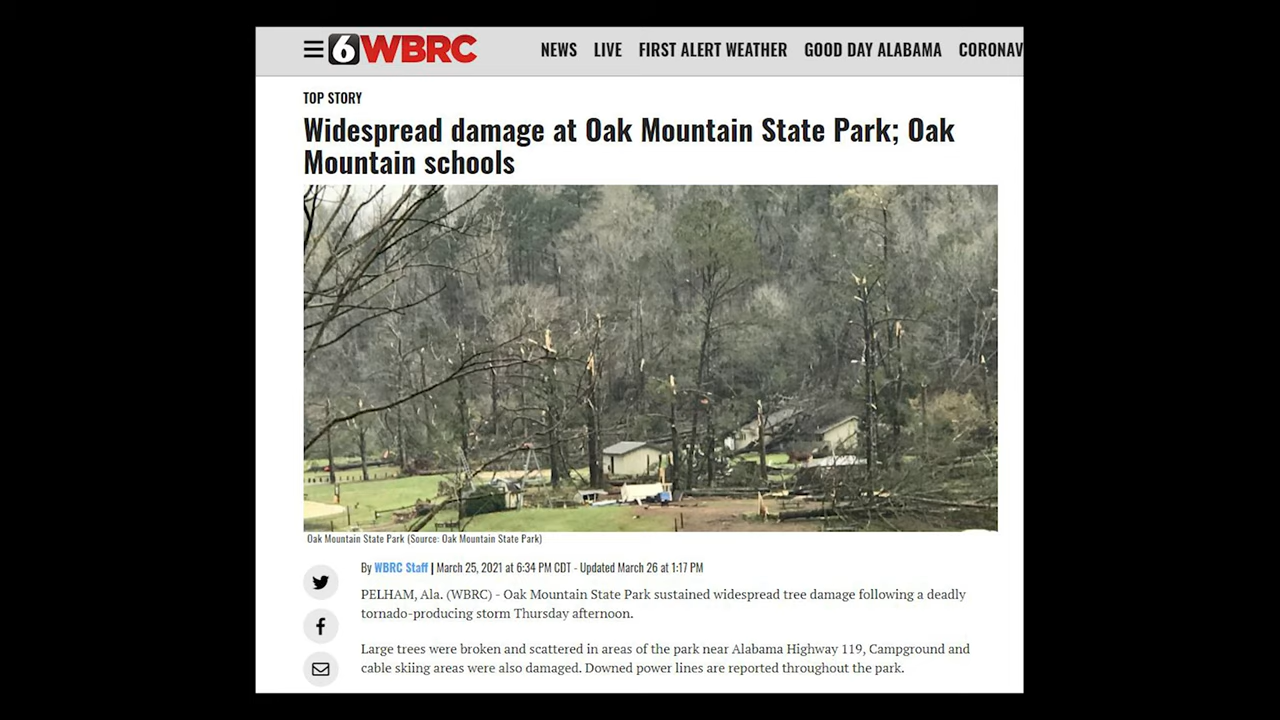 6 WBRC NEWS LIVE FIRST ALERT WEATHER GOOD DAY ALABAMA CORONAV
TOP STORY
Widespread damage at Oak Mountain State Park; Oak
Mountain schools
Oak Mountain State Park (Source: Oak Mountain State Park)
By WBRC Staff | March 25, 2021 at 6:34 PM CDT - Updated March 26 at 1:17 PM
PELHAM, Ala. (WBRC) - Oak Mountain State Park sustained widespread tree damage following a deadly
tornado-producing storm Thursday afternoon.
Large trees were broken and scattered in areas of the park near Alabama Highway 119, Campground and
cable skiing areas were also damaged. Downed power lines are reported throughout the park.